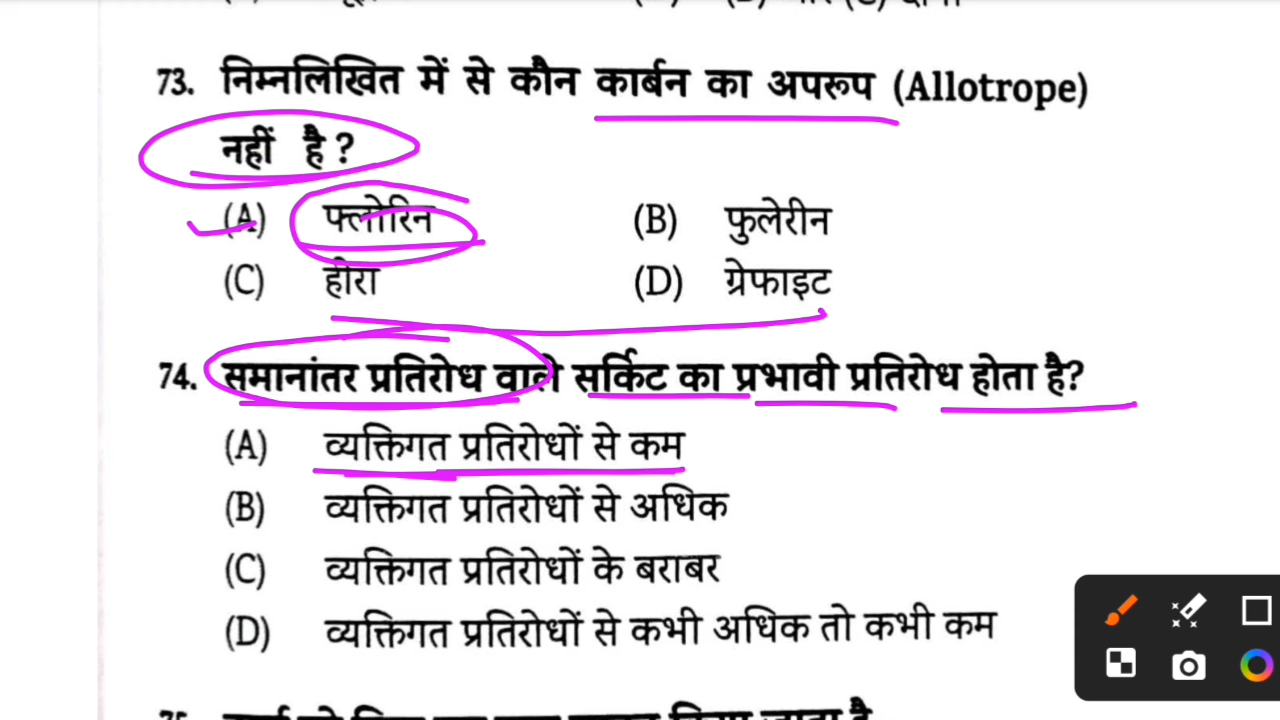 73. निम्नलिखित में से कौन कार्बन का अपरूप (Allotrope)
नहीं है ?
(A) फ्लोरिन (B) फुलेरीन
(C) हीरा (D) ग्रेफाइट
74. समानांतर प्रतिरोध वाले सर्किट का प्रभावी प्रतिरोध होता है?
(A) व्यक्तिगत प्रतिरोधों से कम
(B) व्यक्तिगत प्रतिरोधों से अधिक
(C) व्यक्तिगत प्रतिरोधों के बराबर
(D) व्यक्तिगत प्रतिरोधों से कभी अधिक तो कभी कम